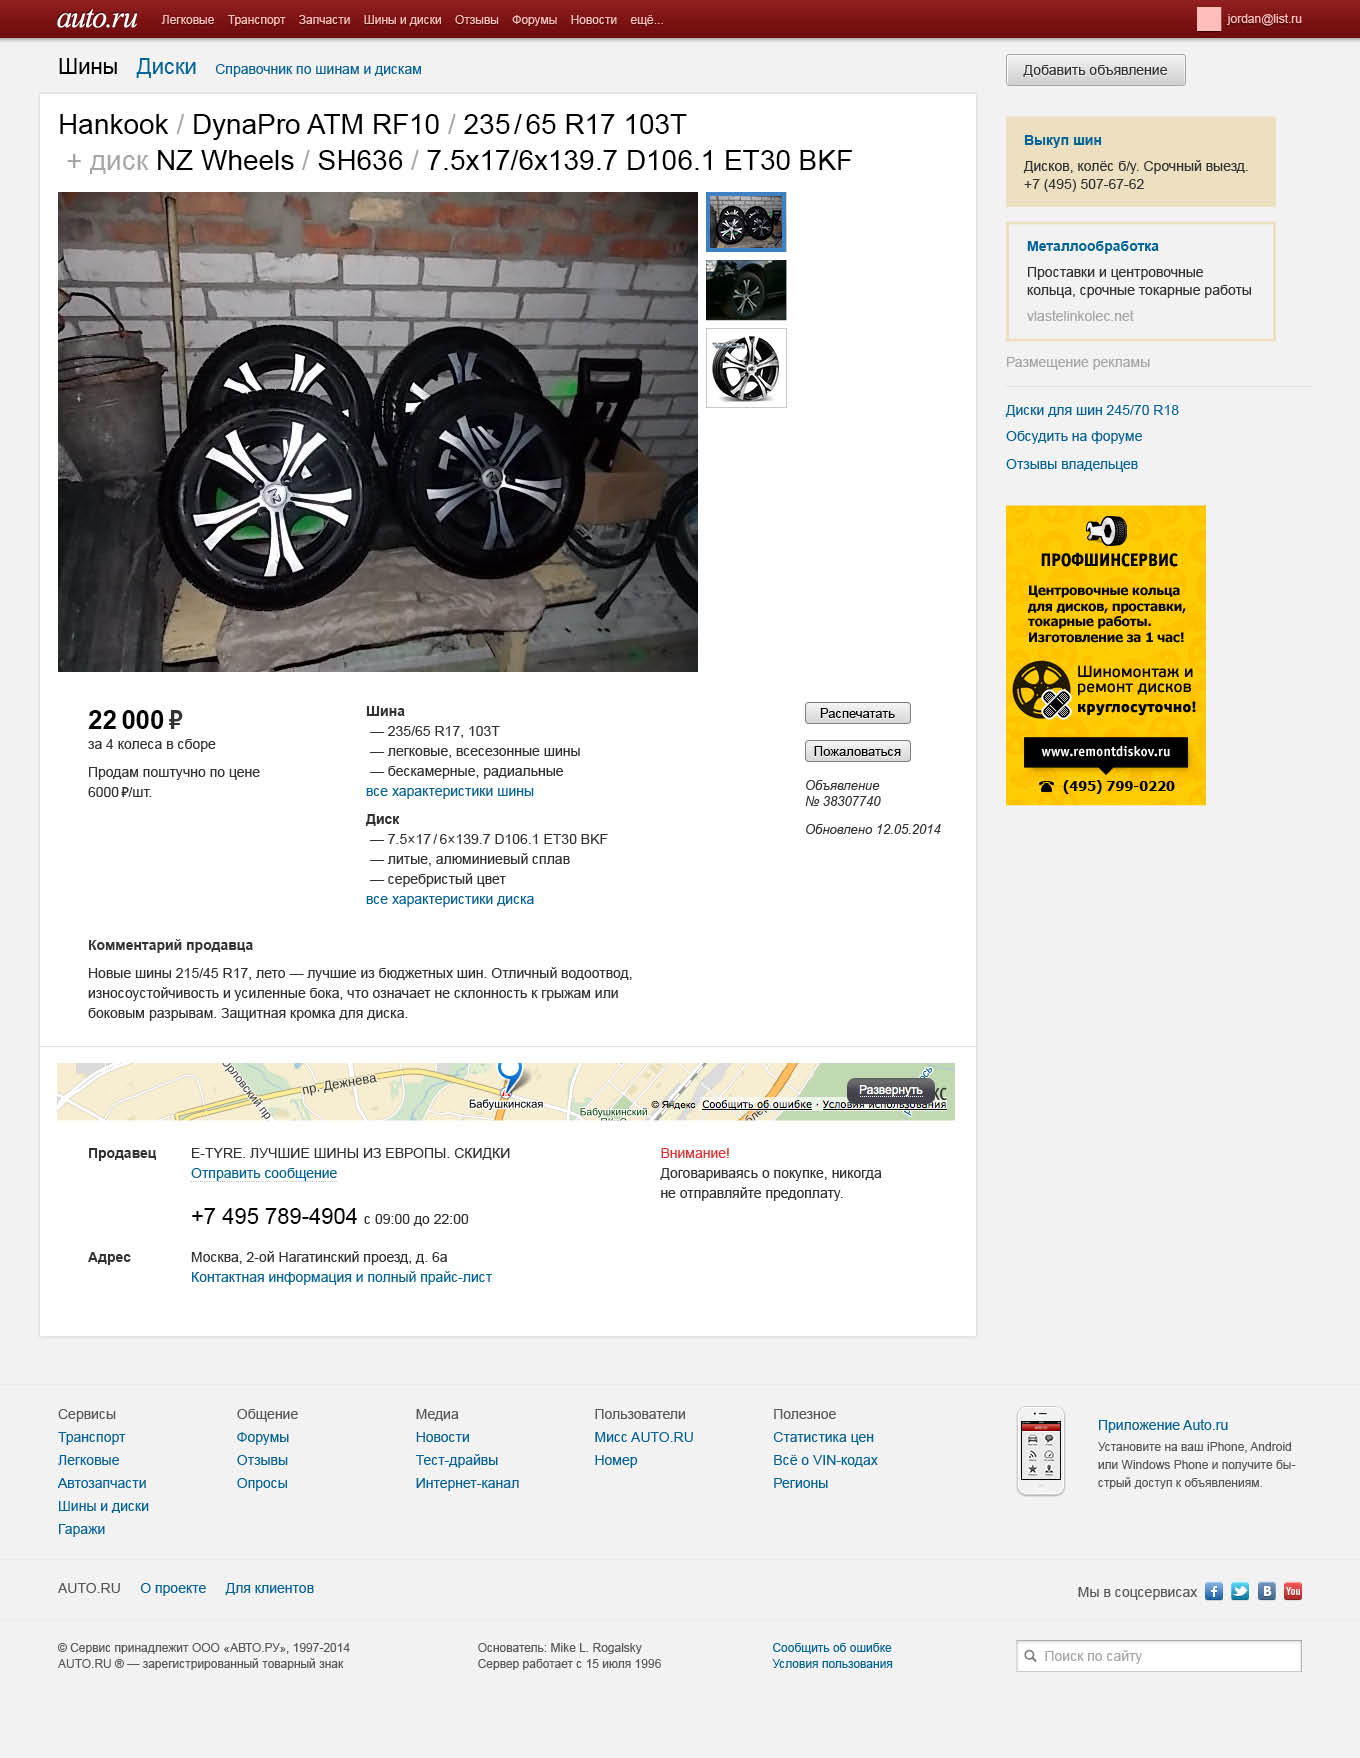 auto.ru Легковые Транспорт Запчасти Шины и диски Отзывы Форумы Новости ещё... jordan@list.ru
Шины Диски Справочник по шинам и дискам
Добавить объявление
Hankook / DynaPro ATM RF10 / 235/65 R17 103T
+ диск NZ Wheels / SH636 / 7.5x17/6x139.7 D106.1 ET30 BKF
Выкуп шин
Дисков, колёс б/у. Срочный выезд.
+7 (495) 507-67-62
Металлообработка
Проставки и центровочные
кольца, срочные токарные работы
vlastelinkolec.net
Размещение рекламы
Диски для шин 245/70 R18
Обсудить на форуме
Отзывы владельцев
ПРОФШИНСЕРВИС
Центровочные кольца
для дисков, проставки,
токарные работы.
Изготовление за 1 час!
Шиномонтаж и
ремонт дисков
круглосуточно!
www.remontdiskov.ru
(495) 799-0220
22 000 ₽
за 4 колеса в сборе
Продам поштучно по цене
6000 ₽/шт.
Шина
— 235/65 R17, 103T
— легковые, всесезонные шины
— бескамерные, радиальные
все характеристики шины
Диск
— 7.5×17/6×139.7 D106.1 ET30 BKF
— литые, алюминиевый сплав
— серебристый цвет
все характеристики диска
Распечатать
Пожаловаться
Объявление
№ 38307740
Обновлено 12.05.2014
Комментарий продавца
Новые шины 215/45 R17, лето — лучшие из бюджетных шин. Отличный водоотвод,
износоустойчивость и усиленные бока, что означает не склонность к грыжам или
боковым разрывам. Защитная кромка для диска.
пр. Дежнева
Бабушкинская
Бабушкинский
Развернуть
© Яндекс Сообщить об ошибке · Условия использования
Продавец
E-TYRE. ЛУЧШИЕ ШИНЫ ИЗ ЕВРОПЫ. СКИДКИ
Отправить сообщение
+7 495 789-4904 с 09:00 до 22:00
Внимание!
Договариваясь о покупке, никогда
не отправляйте предоплату.
Адрес
Москва, 2-ой Нагатинский проезд, д. 6а
Контактная информация и полный прайс-лист
Сервисы
Транспорт
Легковые
Автозапчасти
Шины и диски
Гаражи
Общение
Форумы
Отзывы
Опросы
Медиа
Новости
Тест-драйвы
Интернет-канал
Пользователи
Мисс AUTO.RU
Номер
Полезное
Статистика цен
Всё о VIN-кодах
Регионы
Приложение Auto.ru
Установите на ваш iPhone, Android
или Windows Phone и получите бы-
стрый доступ к объявлениям.
AUTO.RU О проекте Для клиентов
Мы в соцсервисах
You
© Сервис принадлежит ООО «АВТО.РУ», 1997-2014
AUTO.RU ® — зарегистрированный товарный знак
Основатель: Mike L. Rogalsky
Сервер работает с 15 июля 1996
Сообщить об ошибке
Условия пользования
Поиск по сайту